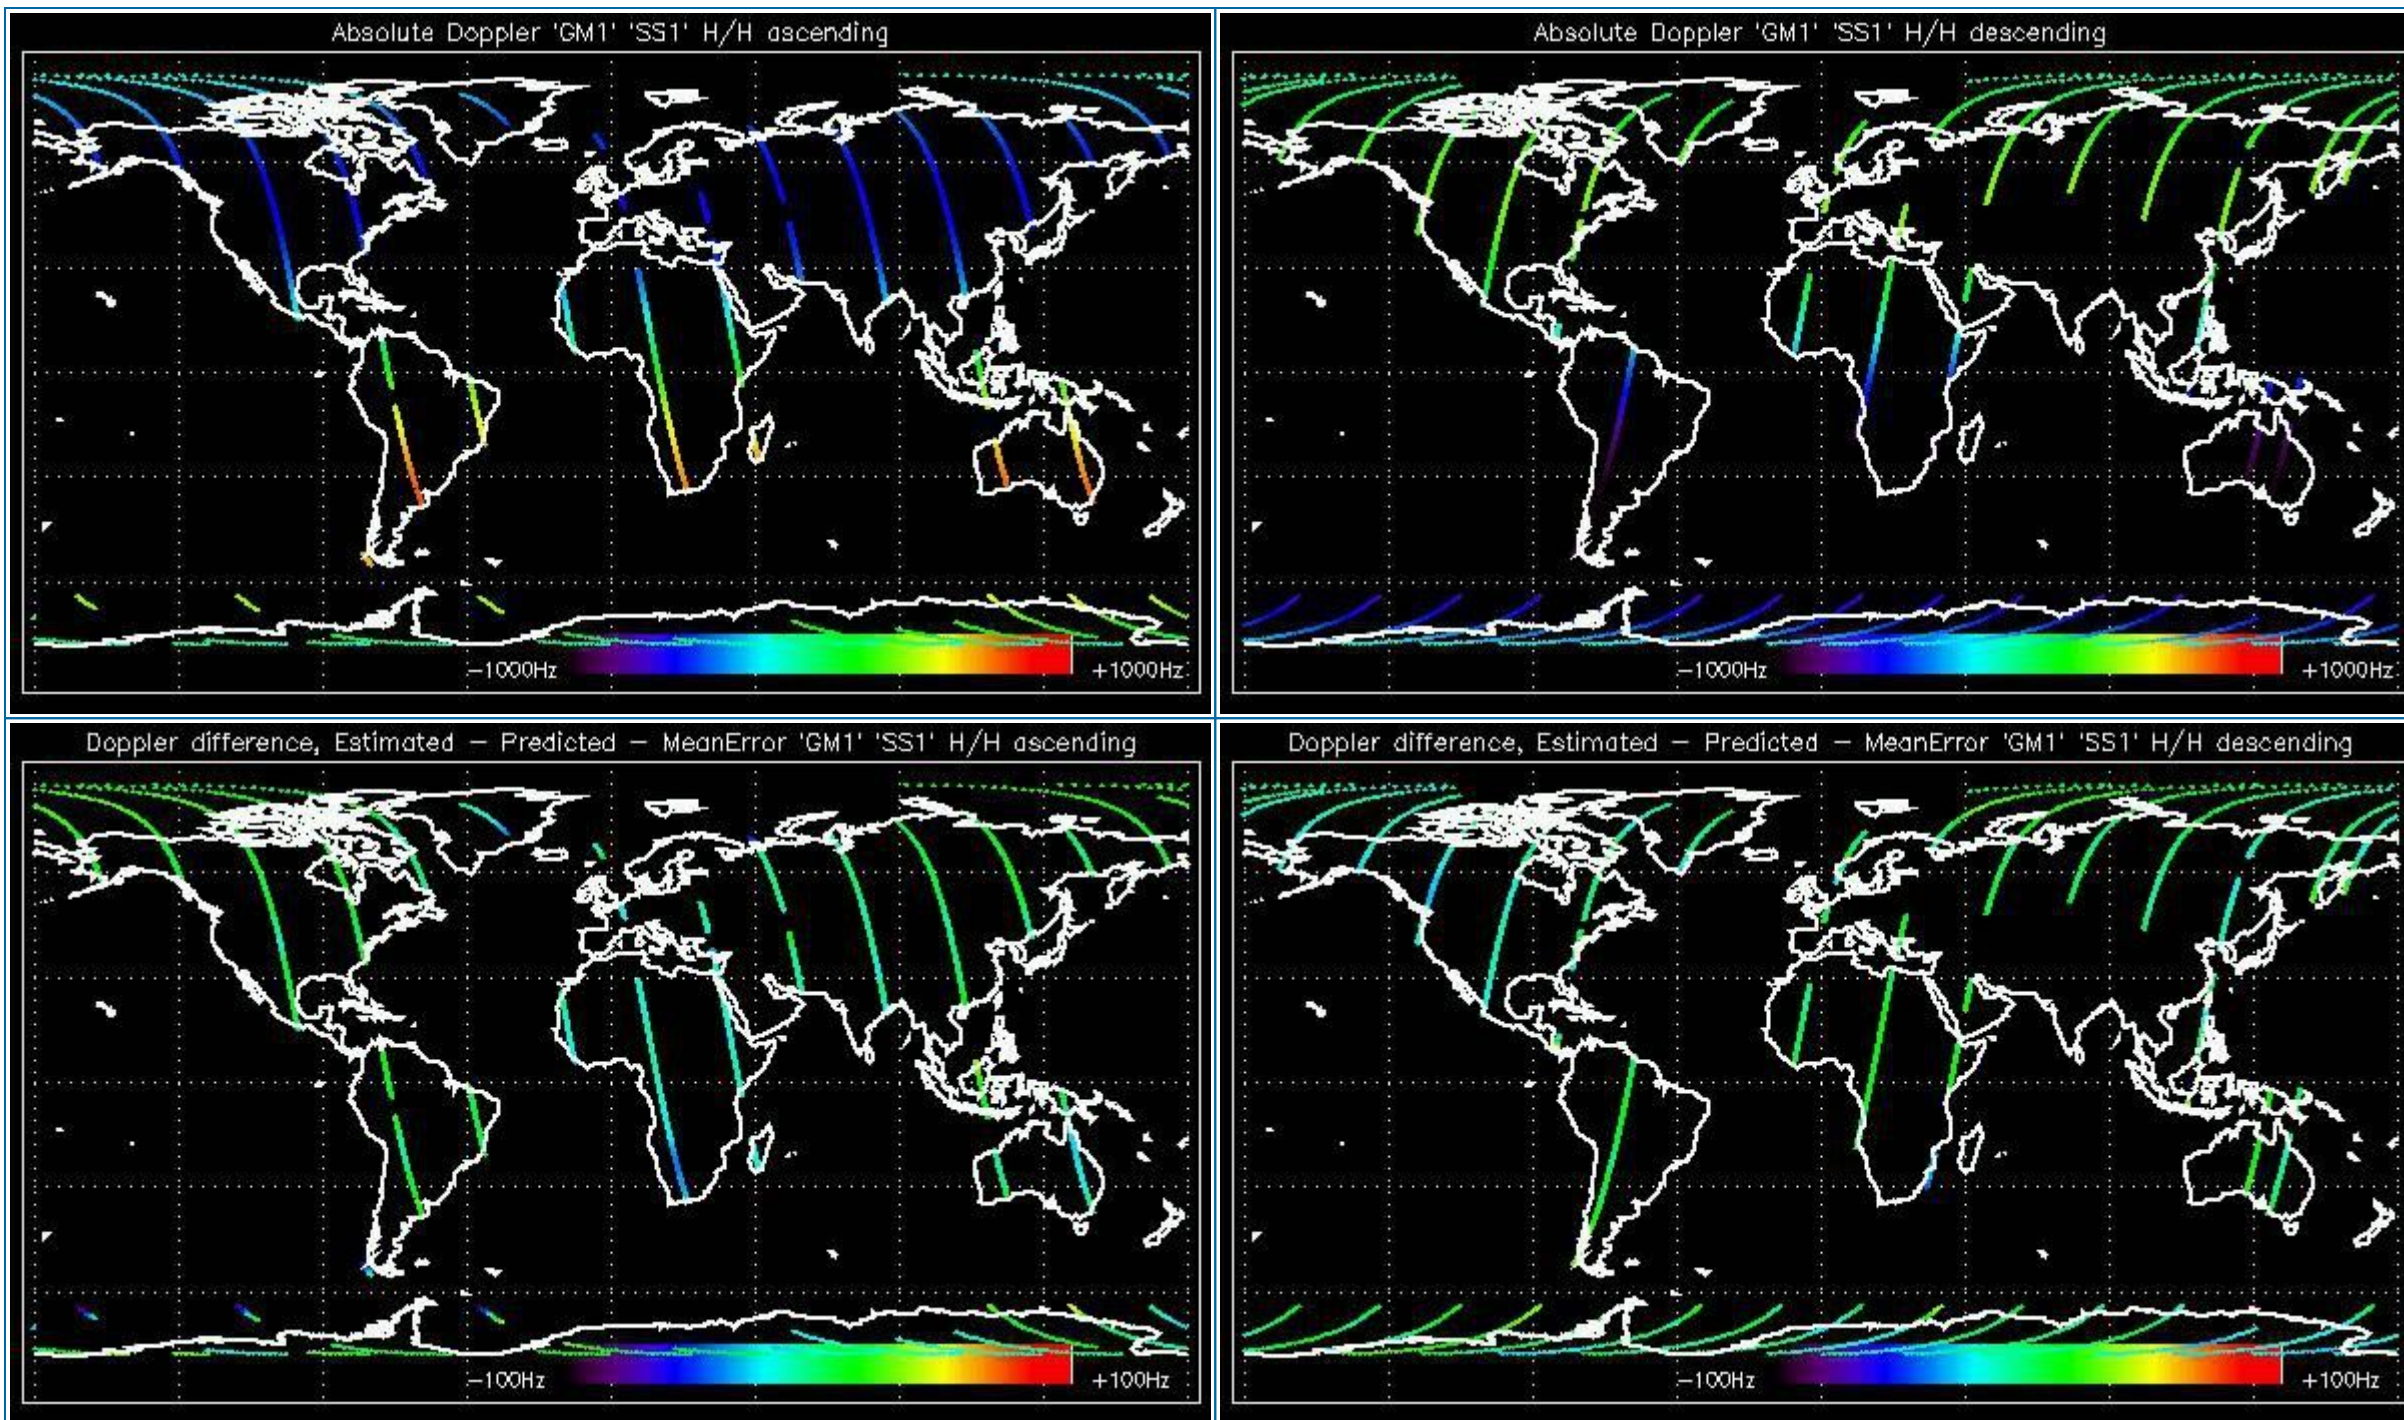 Absolute Doppler 'GM1' 'SS1' H/H ascending
−1000Hz
+1000Hz
Absolute Doppler 'GM1' 'SS1' H/H descending
−1000Hz
+1000Hz
Doppler difference, Estimated − Predicted − MeanError 'GM1' 'SS1' H/H ascending
−100Hz
+100Hz
Doppler difference, Estimated − Predicted − MeanError 'GM1' 'SS1' H/H descending
−100Hz
+100Hz